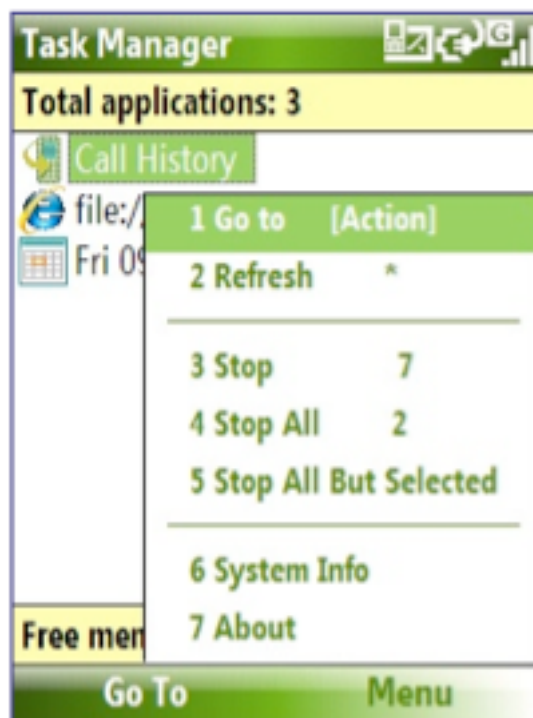 Task Manager G
Total applications: 3
Call History
file:/
Fri 09
1 Go to [Action]
2 Refresh *
3 Stop 7
4 Stop All 2
5 Stop All But Selected
6 System Info
7 About
Free mem
Go To Menu